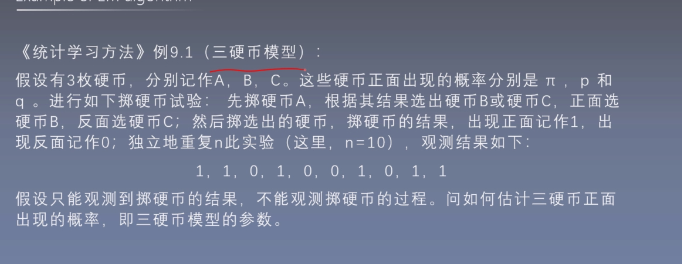 《统计学习方法》例9.1（三硬币模型）：
假设有3枚硬币，分别记作A，B，C。这些硬币正面出现的概率分别是 π ，p 和
q 。进行如下掷硬币试验： 先掷硬币A，根据其结果选出硬币B或硬币C，正面选
硬币B，反面选硬币C；然后掷选出的硬币，掷硬币的结果，出现正面记作1，出
现反面记作0；独立地重复n此实验（这里，n=10），观测结果如下：
1，1，0，1，0，0，1，0，1，1
假设只能观测到掷硬币的结果，不能观测掷硬币的过程。问如何估计三硬币正面
出现的概率，即三硬币模型的参数。